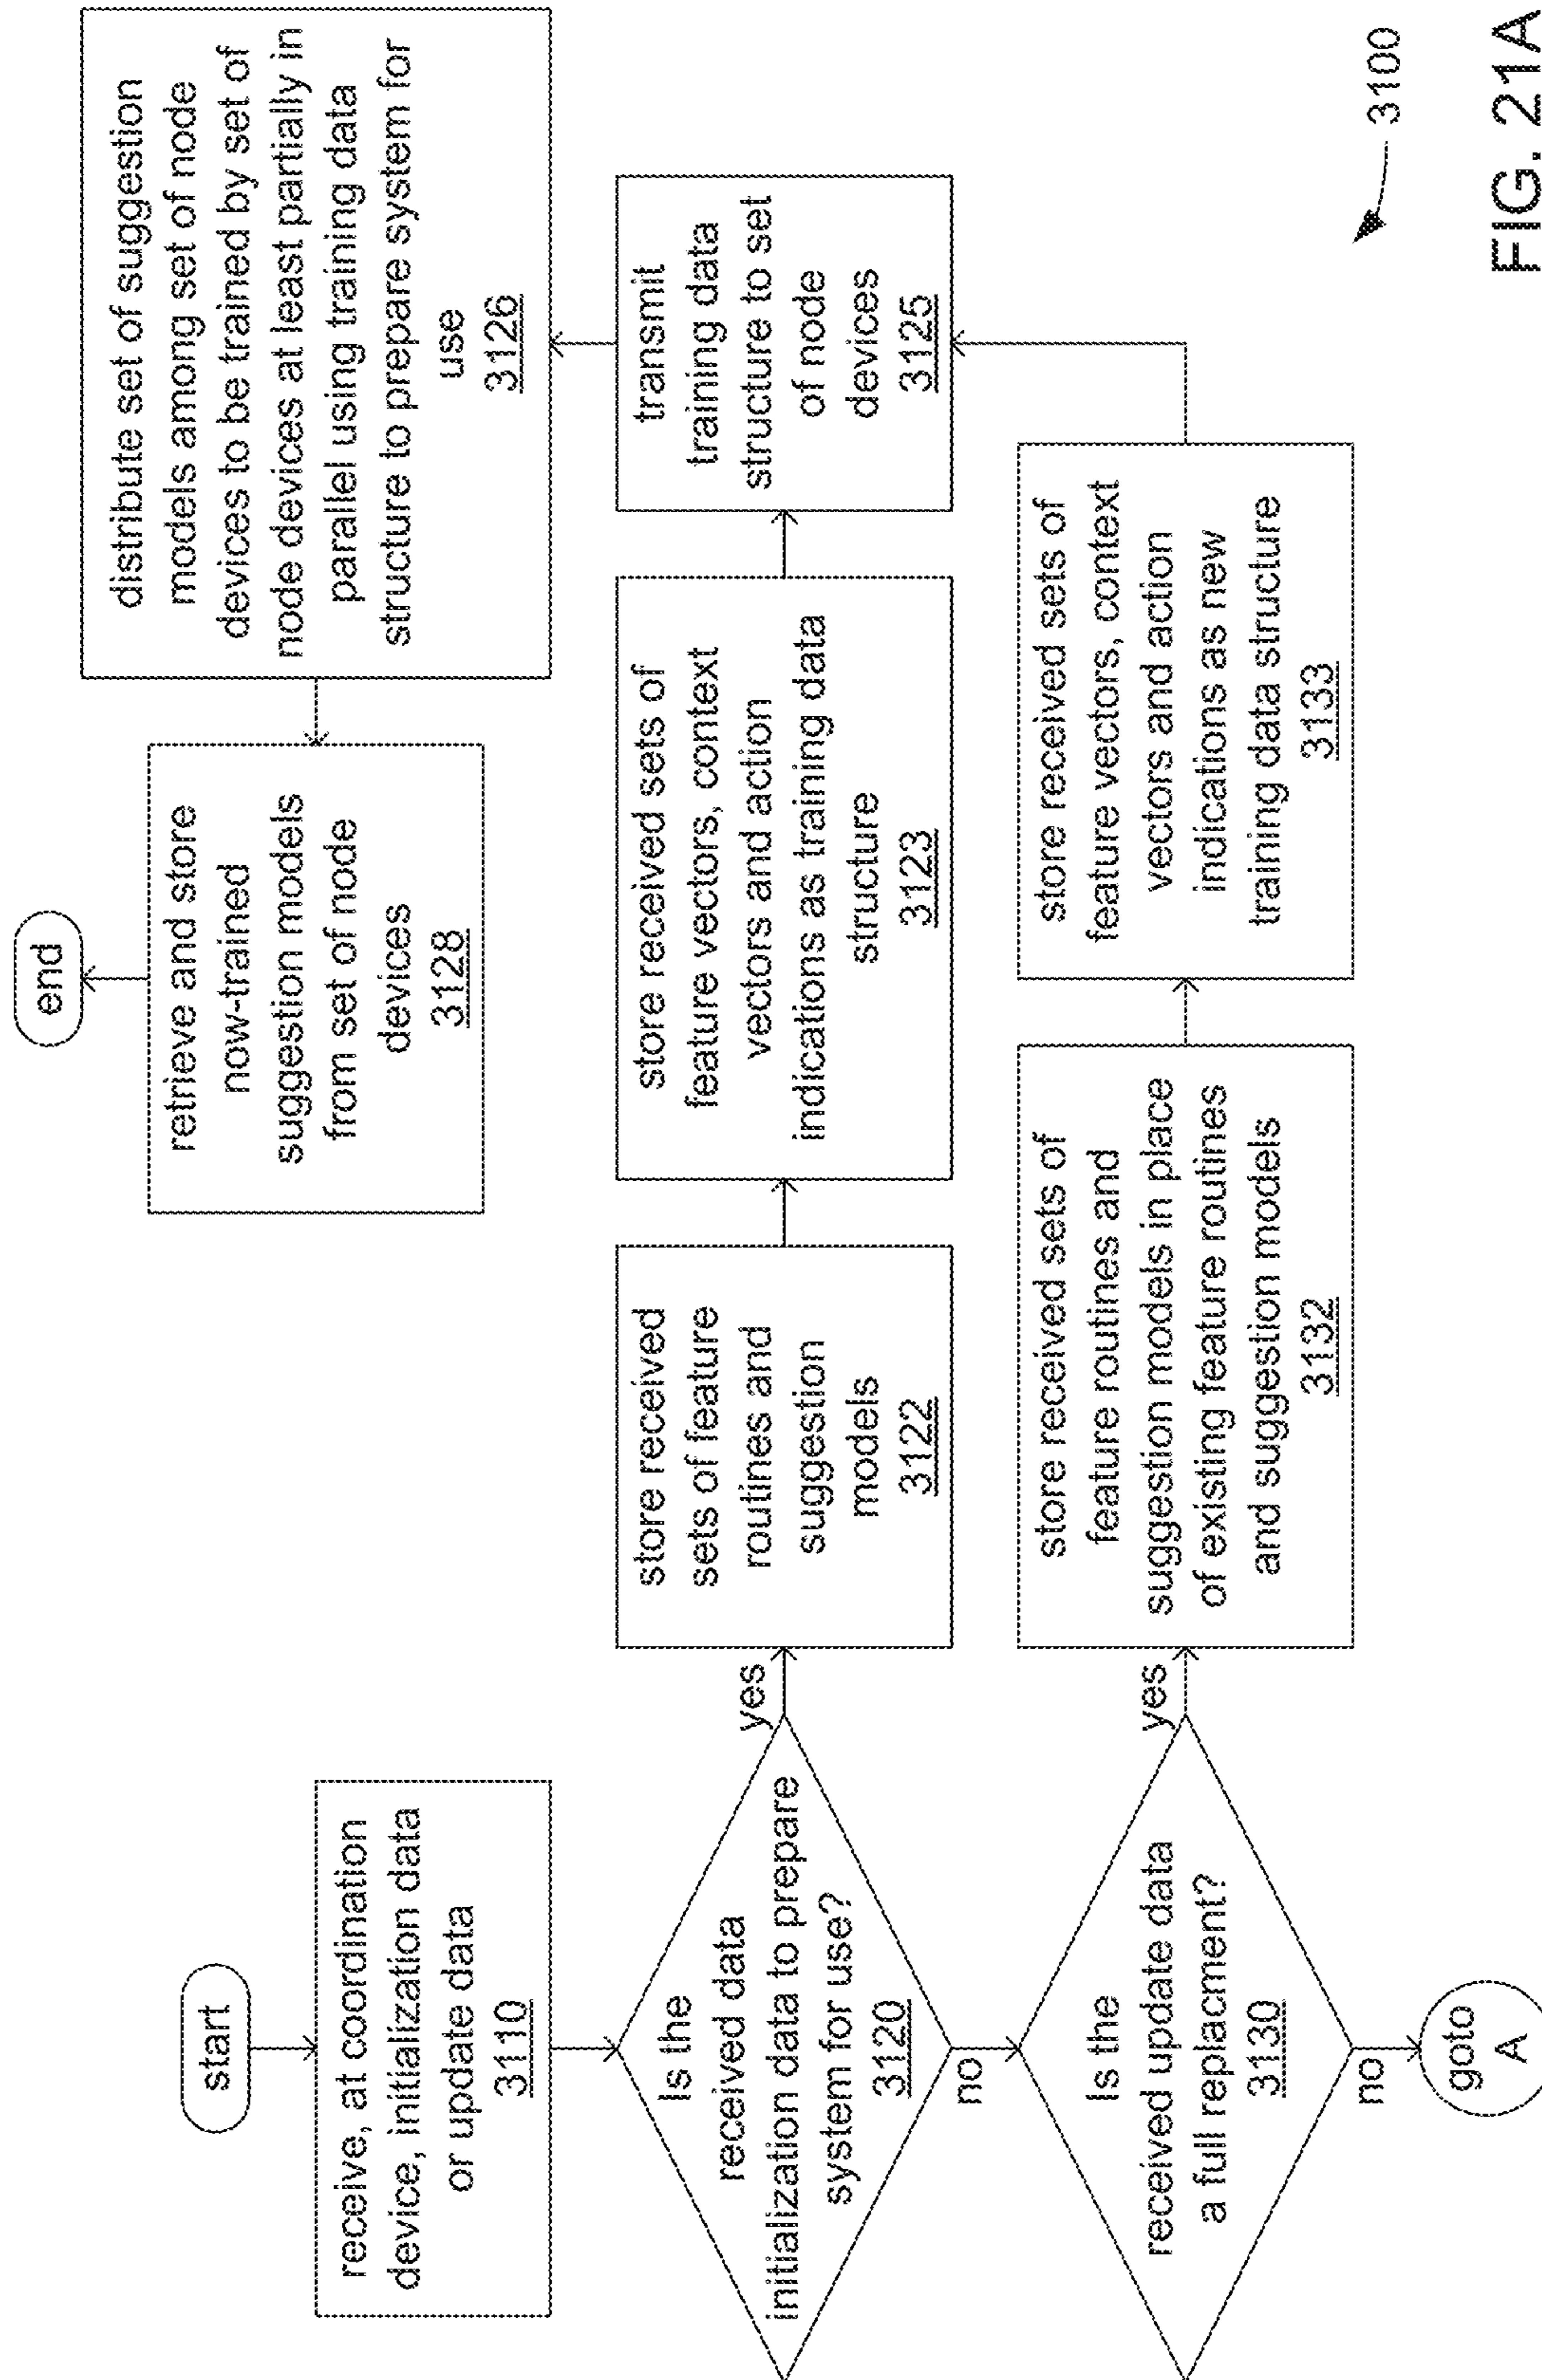 start
receive, at coordination
device, initialization data
or update data
3110
Is the
received data
initialization data to prepare
system for use?
3120
yes
no
store received
sets of feature
routines and
suggestion
models
3122
store received sets of
feature vectors, context
vectors and action
indications as training data
structure
3123
transmit
training data
structure to set
of node
devices
3125
distribute set of suggestion
models among set of node
devices to be trained by set of
node devices at least partially in
parallel using training data
structure to prepare system for
use
3126
retrieve and store
now-trained
suggestion models
from set of node
devices
3128
end
Is the
received update data
a full replacment?
3130
yes
no
store received sets of
feature routines and
suggestion models in place
of existing feature routines
and suggestion models
3132
store received sets of
feature vectors, context
vectors and action
indications as new
training data structure
3133
goto
A
3100
FIG. 21A